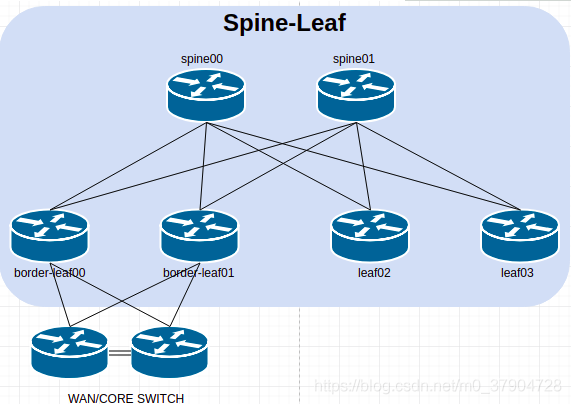 Spine-Leaf
spine00
spine01
border-leaf00
border-leaf01
leaf02
leaf03
WAN/CORE SWITCH
https://blog.csdn.net/m0_37904728